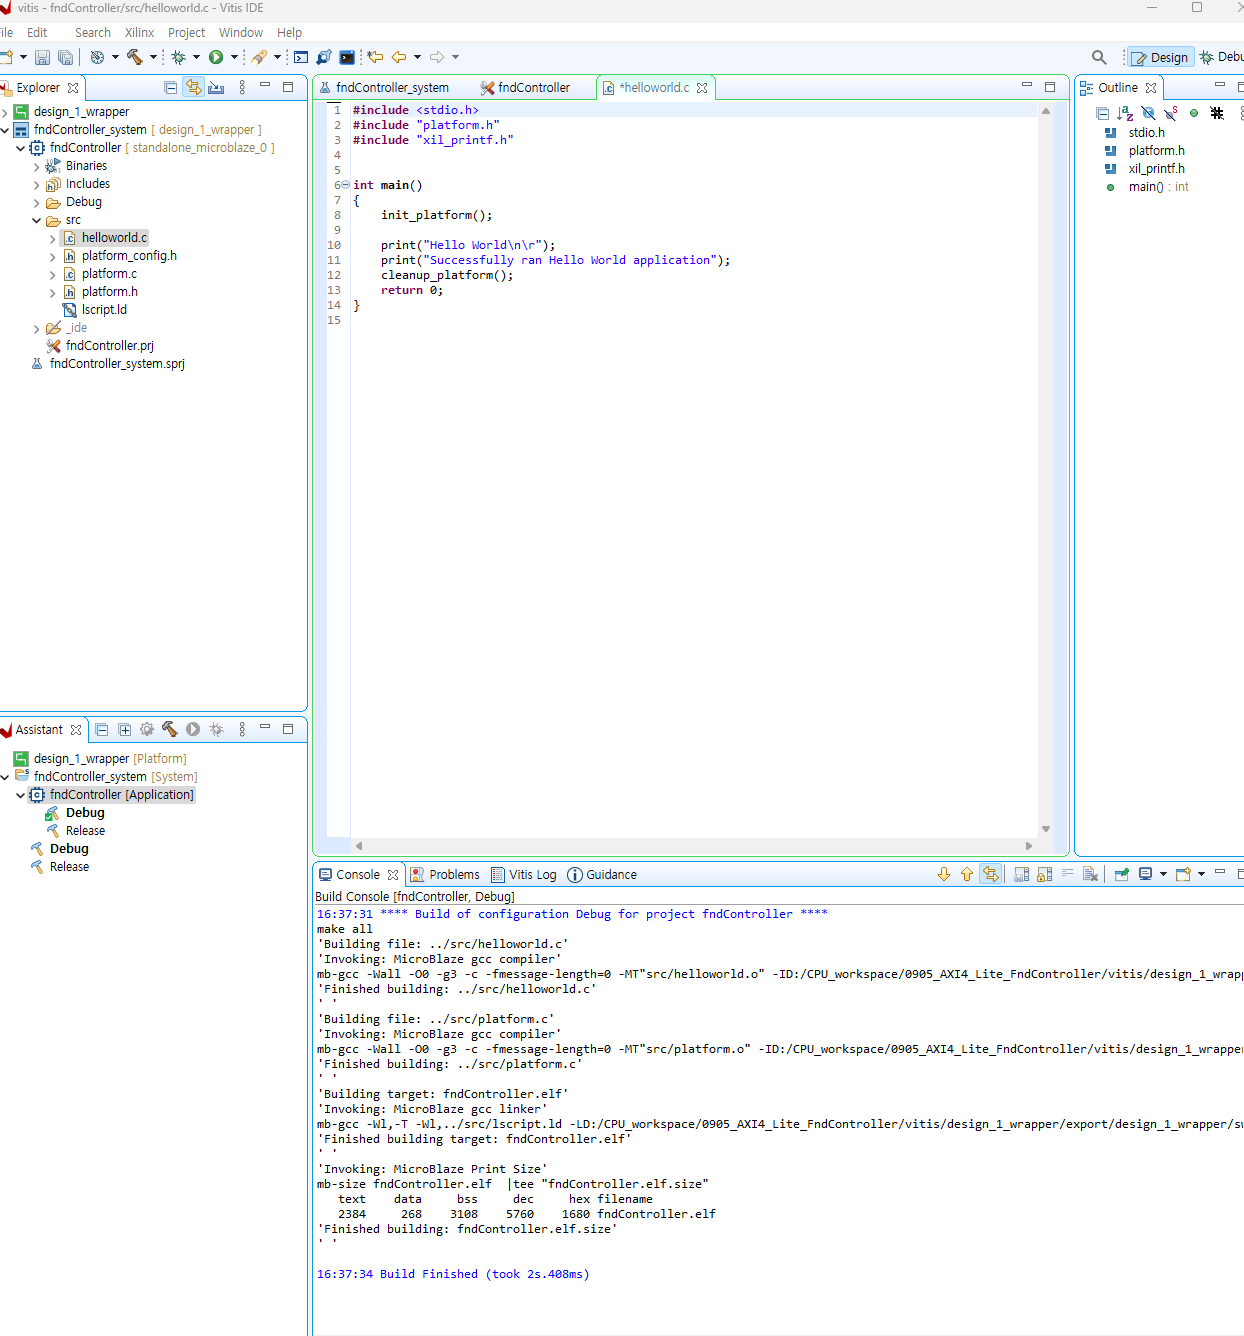 vitis - fndController/src/helloworld.c - Vitis IDE
File Edit Search Xilinx Project Window Help
Design Debu
Explorer
design_1_wrapper
fndController_system [ design_1_wrapper ]
fndController [ standalone_microblaze_0 ]
Binaries
Includes
Debug
src
helloworld.c
platform_config.h
platform.c
platform.h
lscript.ld
_ide
fndController.prj
fndController_system.sprj
fndController_system fndController *helloworld.c
1 #include <stdio.h>
2 #include "platform.h"
3 #include "xil_printf.h"
4
5
6 int main()
7 {
8 init_platform();
9
10 print("Hello World\n\r");
11 print("Successfully ran Hello World application");
12 cleanup_platform();
13 return 0;
14 }
15
Outline
stdio.h
platform.h
xil_printf.h
main() : int
Assistant
design_1_wrapper [Platform]
fndController_system [System]
fndController [Application]
Debug
Release
Debug
Release
Console Problems Vitis Log Guidance
Build Console [fndController, Debug]
16:37:31 **** Build of configuration Debug for project fndController ****
make all
'Building file: ../src/helloworld.c'
'Invoking: MicroBlaze gcc compiler'
mb-gcc -Wall -O0 -g3 -c -fmessage-length=0 -MT"src/helloworld.o" -ID:/CPU_workspace/0905_AXI4_Lite_FndController/vitis/design_1_wrapp
'Finished building: ../src/helloworld.c'
' '
'Building file: ../src/platform.c'
'Invoking: MicroBlaze gcc compiler'
mb-gcc -Wall -O0 -g3 -c -fmessage-length=0 -MT"src/platform.o" -ID:/CPU_workspace/0905_AXI4_Lite_FndController/vitis/design_1_wrapper
'Finished building: ../src/platform.c'
' '
'Building target: fndController.elf'
'Invoking: MicroBlaze gcc linker'
mb-gcc -Wl,-T -Wl,../src/lscript.ld -LD:/CPU_workspace/0905_AXI4_Lite_FndController/vitis/design_1_wrapper/export/design_1_wrapper/sw
'Finished building target: fndController.elf'
' '
'Invoking: MicroBlaze Print Size'
mb-size fndController.elf |tee "fndController.elf.size"
text data bss dec hex filename
2384 268 3108 5760 1680 fndController.elf
'Finished building: fndController.elf.size'
' '
16:37:34 Build Finished (took 2s.408ms)